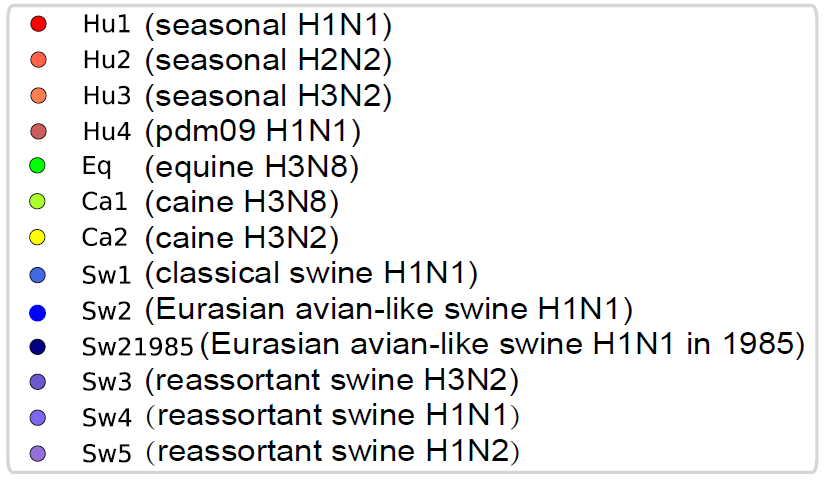 Hu1 (seasonal H1N1)
Hu2 (seasonal H2N2)
Hu3 (seasonal H3N2)
Hu4 (pdm09 H1N1)
Eq (equine H3N8)
Ca1 (caine H3N8)
Ca2 (caine H3N2)
Sw1 (classical swine H1N1)
Sw2 (Eurasian avian-like swine H1N1)
Sw21985 (Eurasian avian-like swine H1N1 in 1985)
Sw3 (reassortant swine H3N2)
Sw4 (reassortant swine H1N1)
Sw5 (reassortant swine H1N2)